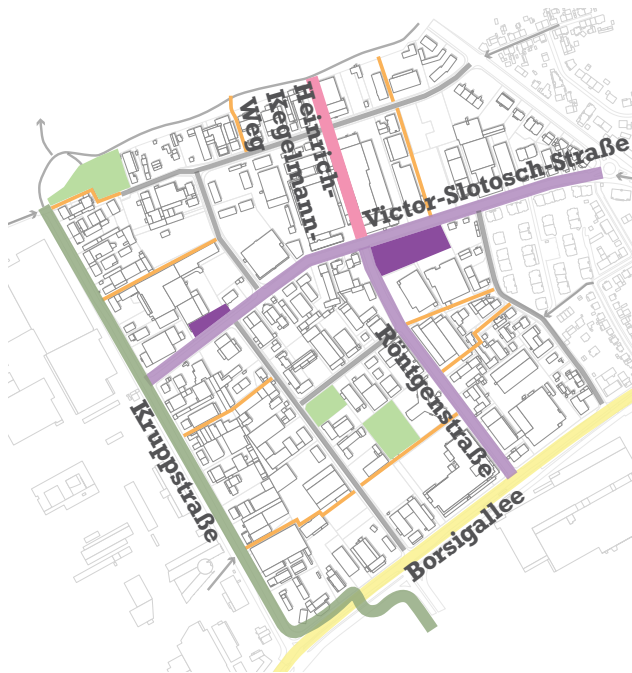 Heinrich-
Kegelmann-
Weg
Victor-Slotosch-Straße
Röntgenstraße
Kruppstraße
Borsigallee